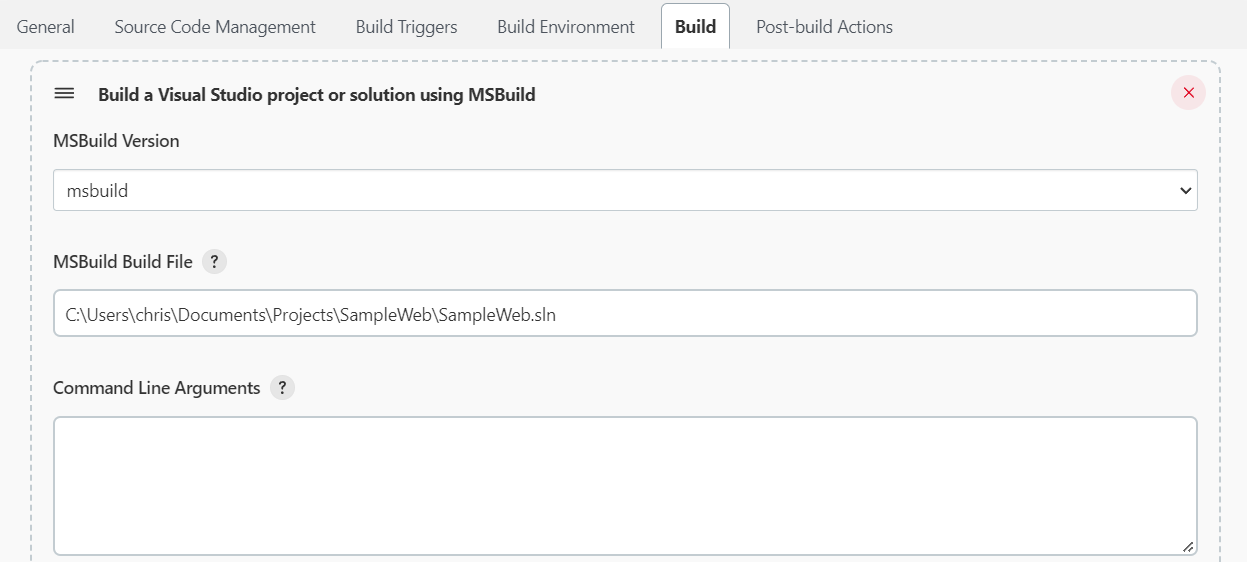 General Source Code Management Build Triggers Build Environment Build Post-build Actions
Build a Visual Studio project or solution using MSBuild
MSBuild Version
msbuild
MSBuild Build File ?
C:\Users\chris\Documents\Projects\SampleWeb\SampleWeb.sln
Command Line Arguments ?